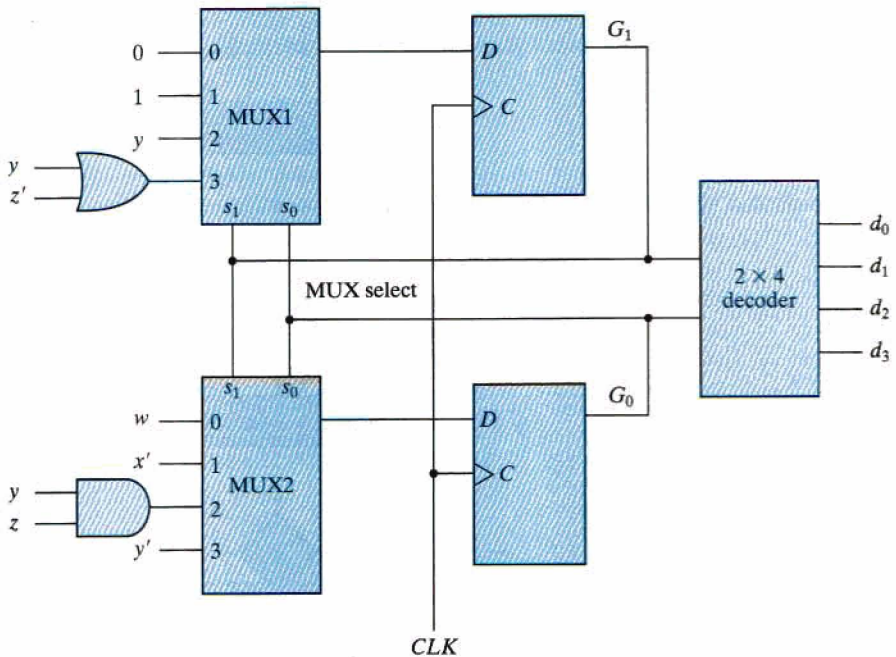 G₁
0
0
D
1
1
MUX1
C
y
2
y
z′
3
s₁ s₀
d₀
2 × 4
decoder
d₁
d₂
d₃
MUX select
s₁ s₀
G₀
w
0
D
x′
1
MUX2
C
y
z
2
y′
3
CLK